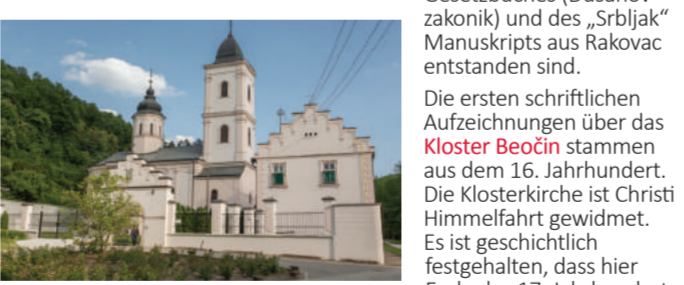 zakonik) und des „Srbljak“
Manuskripts aus Rakovac
entstanden sind.
Die ersten schriftlichen
Aufzeichnungen über das
Kloster Beočin stammen
aus dem 16. Jahrhundert.
Die Klosterkirche ist Christi
Himmelfahrt gewidmet.
Es ist geschichtlich
festgehalten, dass hier